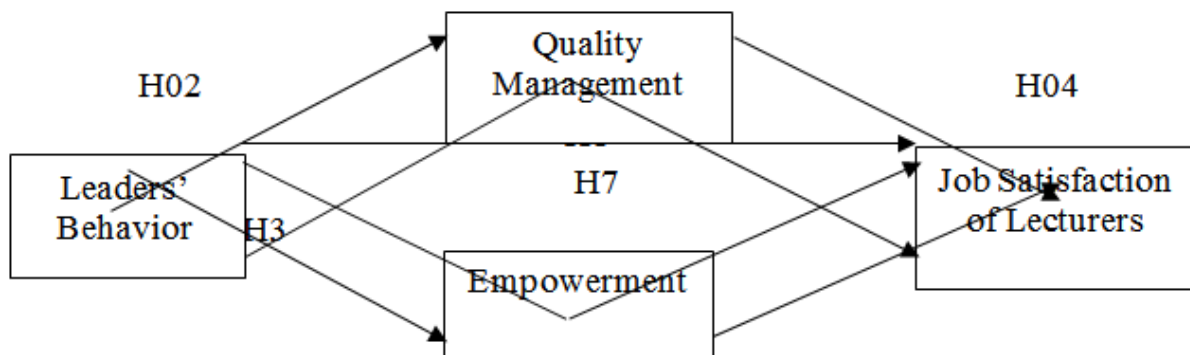 Quality
Management
H02
H04
H7
Leaders’
Behavior
H3
Job Satisfaction
of Lecturers
Empowerment